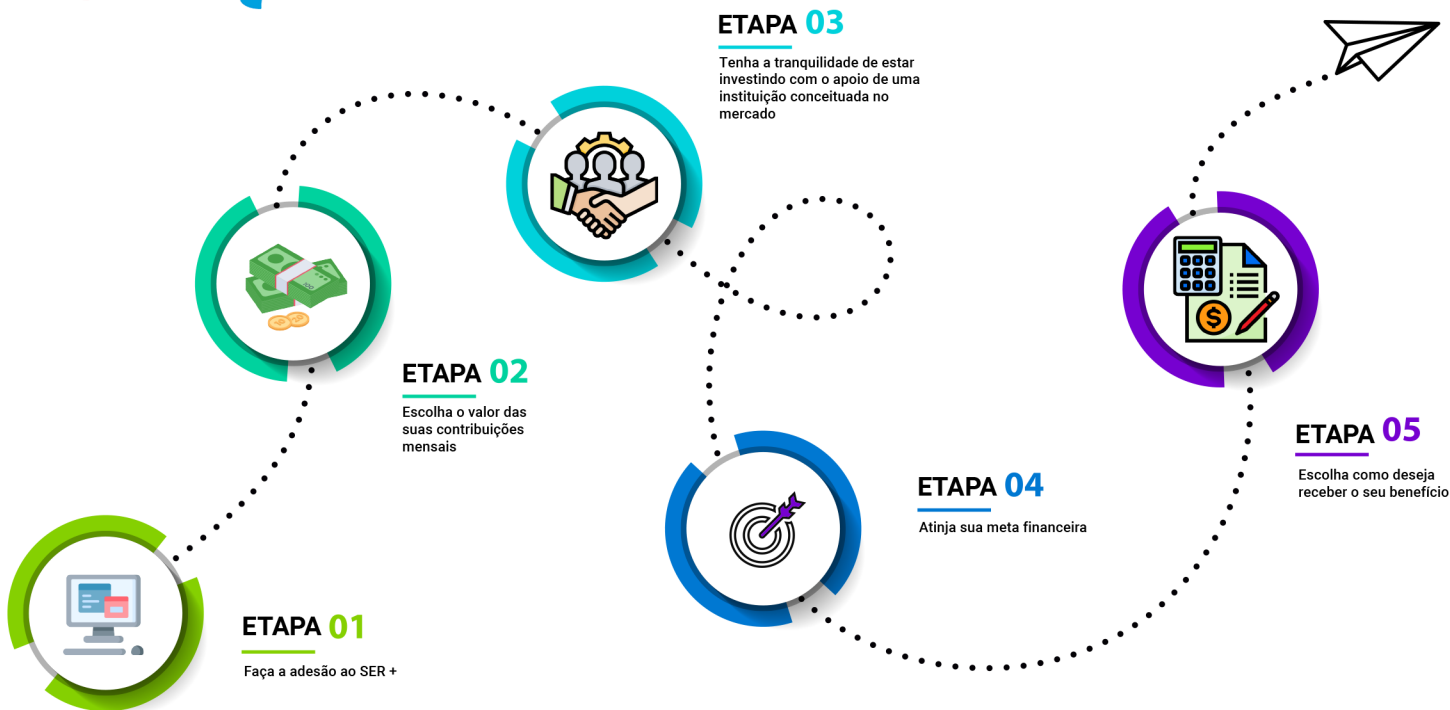 ETAPA 01
Faça a adesão ao SER +
ETAPA 02
Escolha o valor das
suas contribuições
mensais
ETAPA 03
Tenha a tranquilidade de estar
investindo com o apoio de uma
instituição conceituada no
mercado
ETAPA 04
Atinja sua meta financeira
ETAPA 05
Escolha como deseja
receber o seu benefício